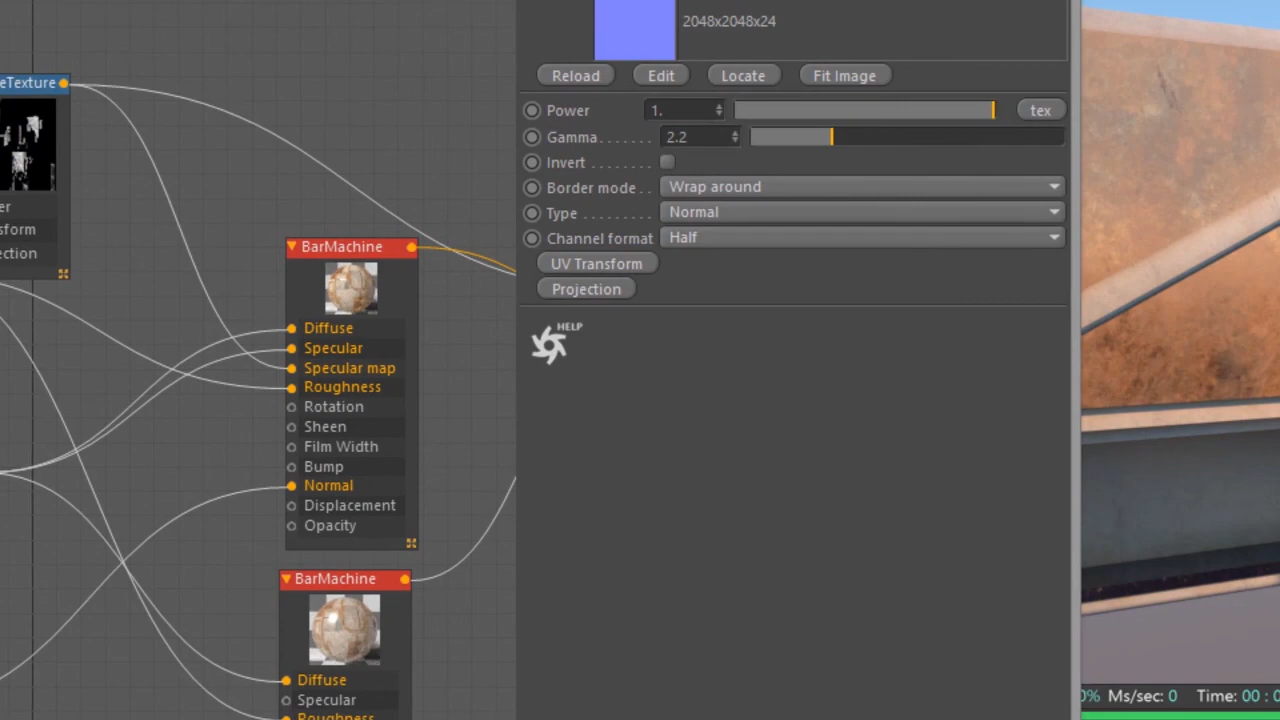 eTexture
er
sform
ection
BarMachine
Diffuse
Specular
Specular map
Roughness
Rotation
Sheen
Film Width
Bump
Normal
Displacement
Opacity
BarMachine
Diffuse
Specular
Roughness
2048x2048x24
Reload Edit Locate Fit Image
Power 1. tex
Gamma....... 2.2
Invert ........
Border mode .. Wrap around
Type ......... Normal
Channel format Half
UV Transform
Projection
HELP
0% Ms/sec: 0 Time: 00 : 0